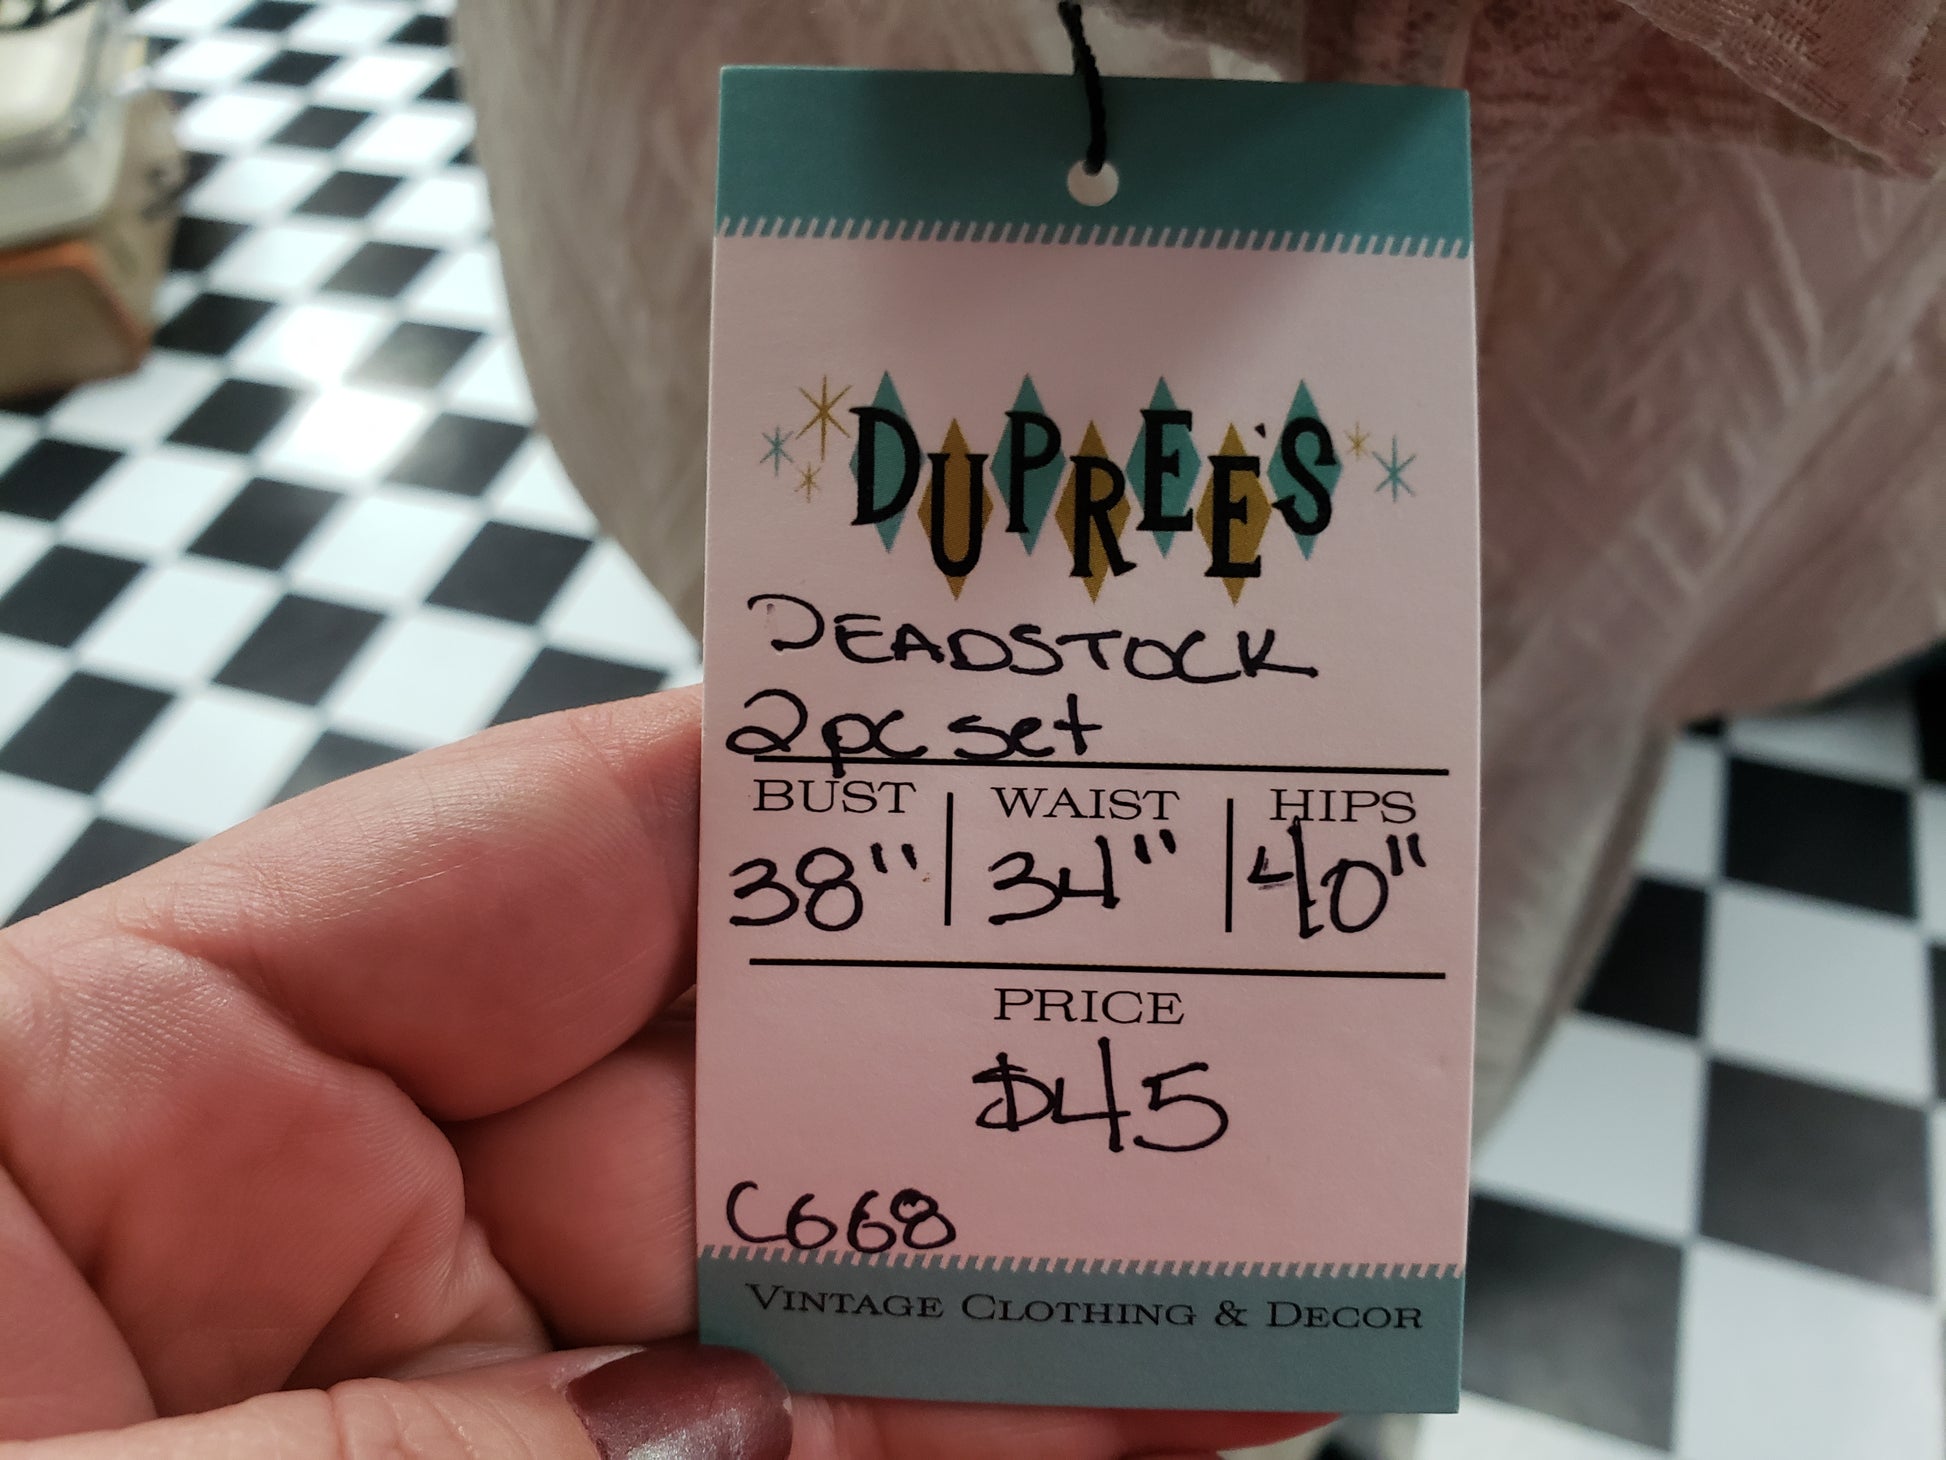 DUPREE'S
DEADSTOCK
2pc set
BUST WAIST HIPS
38" 34" 40"
PRICE
$45
C668
VINTAGE CLOTHING & DECOR